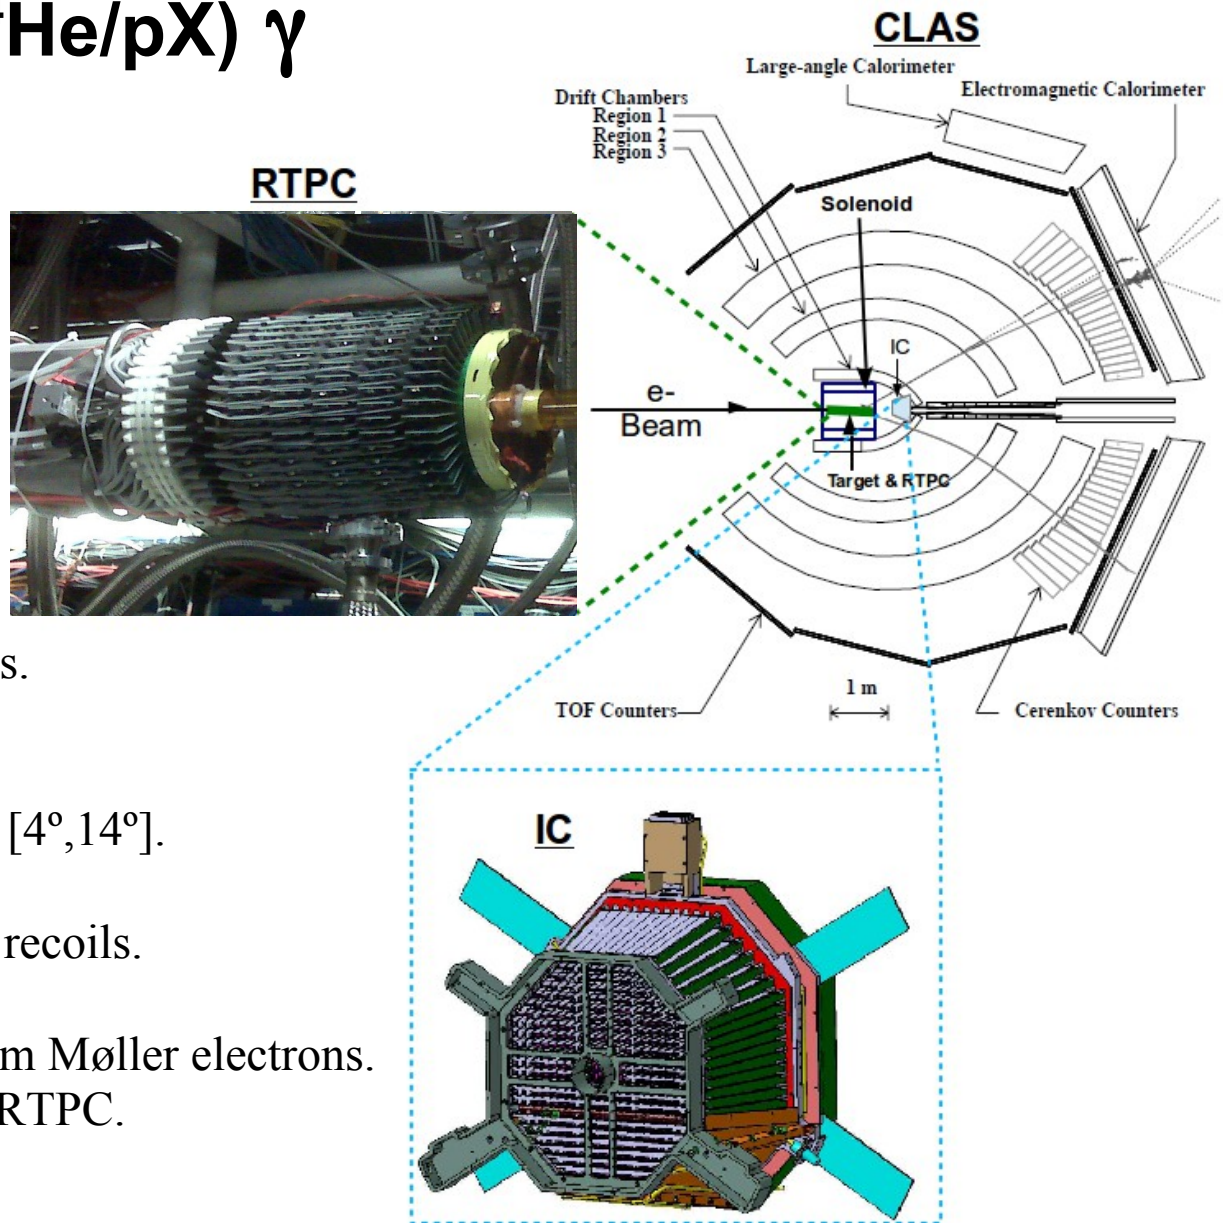 He/pX) γ
CLAS
Large-angle Calorimeter
Electromagnetic Calorimeter
Drift Chambers
Region 1
Region 2
Region 3
RTPC
Solenoid
IC
e-
Beam
Target & RTPC
s.
1 m
TOF Counters
Cerenkov Counters
[4º,14º].
IC
recoils.
m Møller electrons.
RTPC.